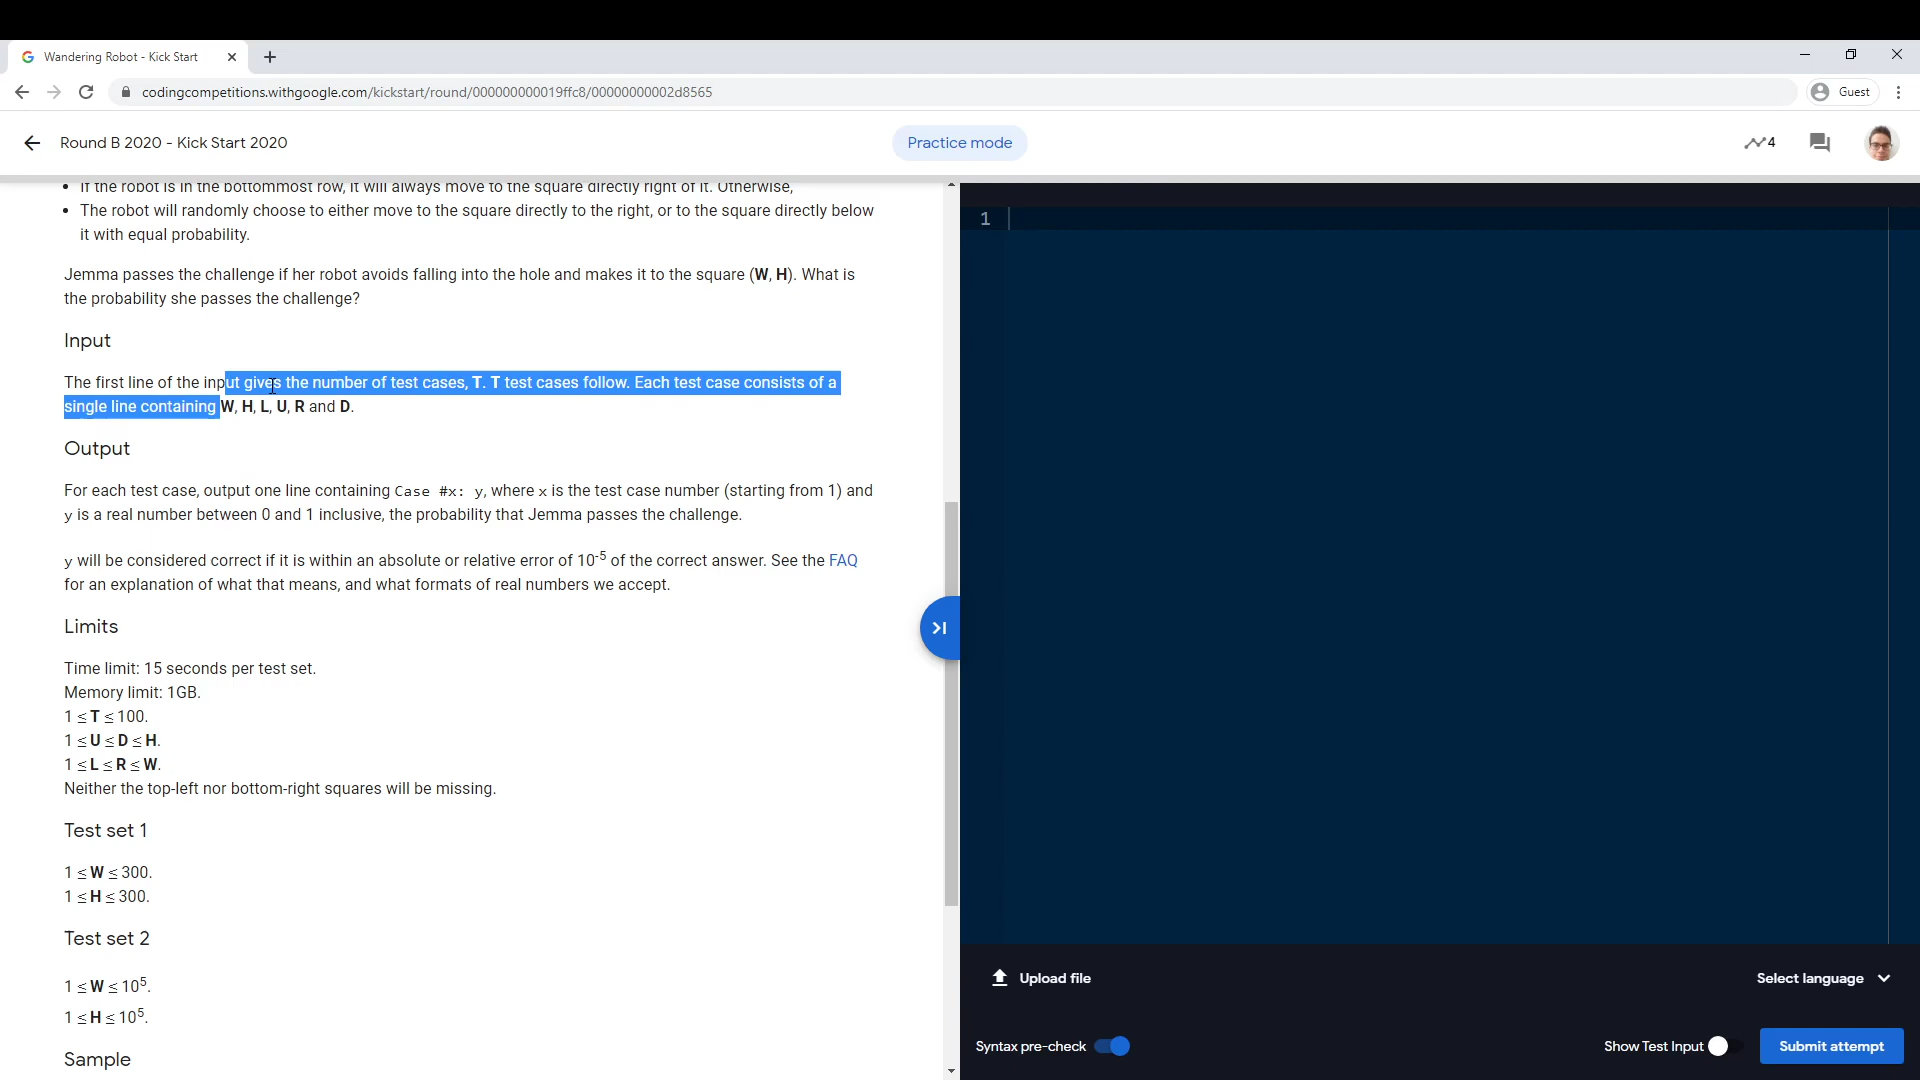 Wandering Robot - Kick Start
codingcompetitions.withgoogle.com/kickstart/round/000000000019ffc8/00000000002d8565
Guest
Round B 2020 - Kick Start 2020
Practice mode
4
If the robot is in the bottommost row, it will always move to the square directly right of it. Otherwise,
The robot will randomly choose to either move to the square directly to the right, or to the square directly below
it with equal probability.
Jemma passes the challenge if her robot avoids falling into the hole and makes it to the square (W, H). What is
the probability she passes the challenge?
Input
The first line of the input gives the number of test cases, T. T test cases follow. Each test case consists of a
single line containing W, H, L, U, R and D.
Output
For each test case, output one line containing Case #x: y, where x is the test case number (starting from 1) and
y is a real number between 0 and 1 inclusive, the probability that Jemma passes the challenge.
y will be considered correct if it is within an absolute or relative error of 10^-5 of the correct answer. See the FAQ
for an explanation of what that means, and what formats of real numbers we accept.
Limits
Time limit: 15 seconds per test set.
Memory limit: 1GB.
1 ≤ T ≤ 100.
1 ≤ U ≤ D ≤ H.
1 ≤ L ≤ R ≤ W.
Neither the top-left nor bottom-right squares will be missing.
Test set 1
1 ≤ W ≤ 300.
1 ≤ H ≤ 300.
Test set 2
1 ≤ W ≤ 10^5.
1 ≤ H ≤ 10^5.
Sample
1
Upload file
Select language
Syntax pre-check
Show Test Input
Submit attempt